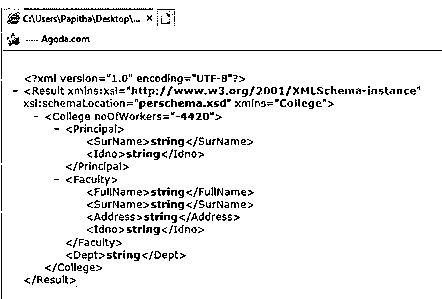 C:\Users\Papitha\Desktop\...
..... Agoda.com
<?xml version="1.0" encoding="UTF-8"?>
- <Result xmlns:xsi="http://www.w3.org/2001/XMLSchema-instance"
xsi:schemaLocation="perschema.xsd" xmlns="College">
- <College noOfWorkers="-4420">
- <Principal>
<SurName>string</SurName>
<Idno>string</Idno>
</Principal>
- <Faculty>
<FullName>string</FullName>
<SurName>string</SurName>
<Address>string</Address>
<Idno>string</Idno>
</Faculty>
<Dept>string</Dept>
</College>
</Result>